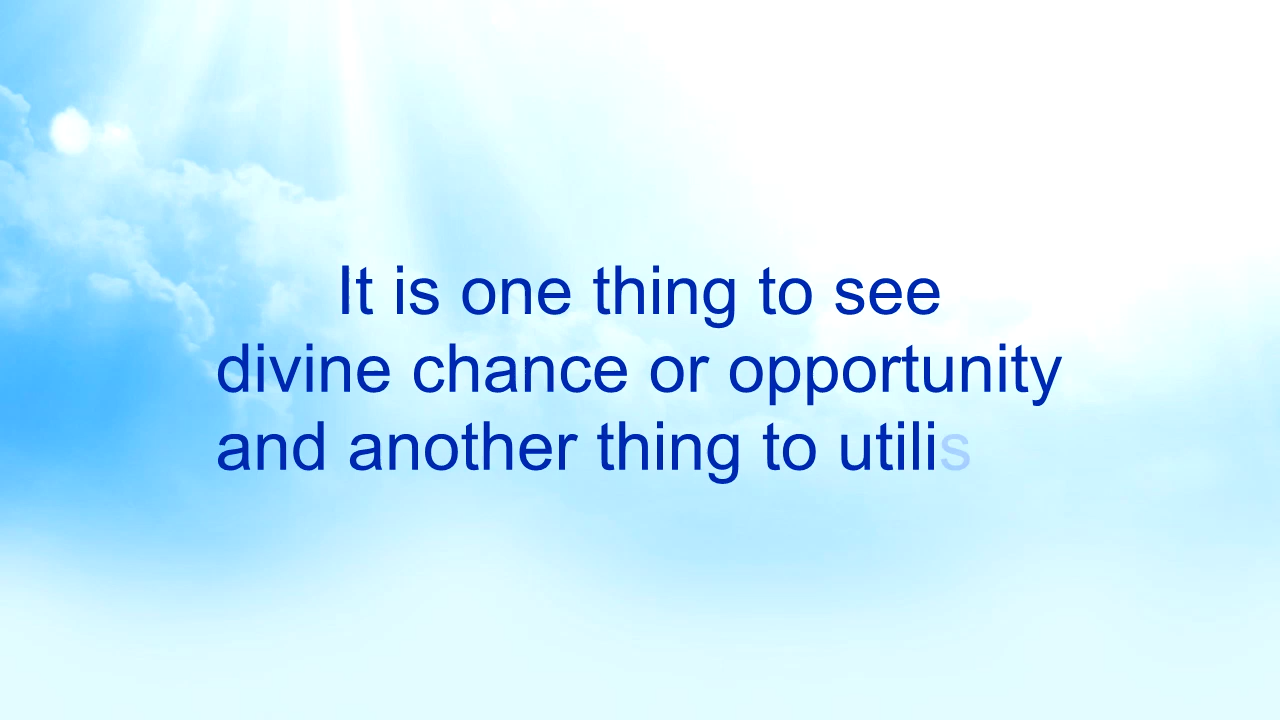 It is one thing to see
divine chance or opportunity
and another thing to utilis